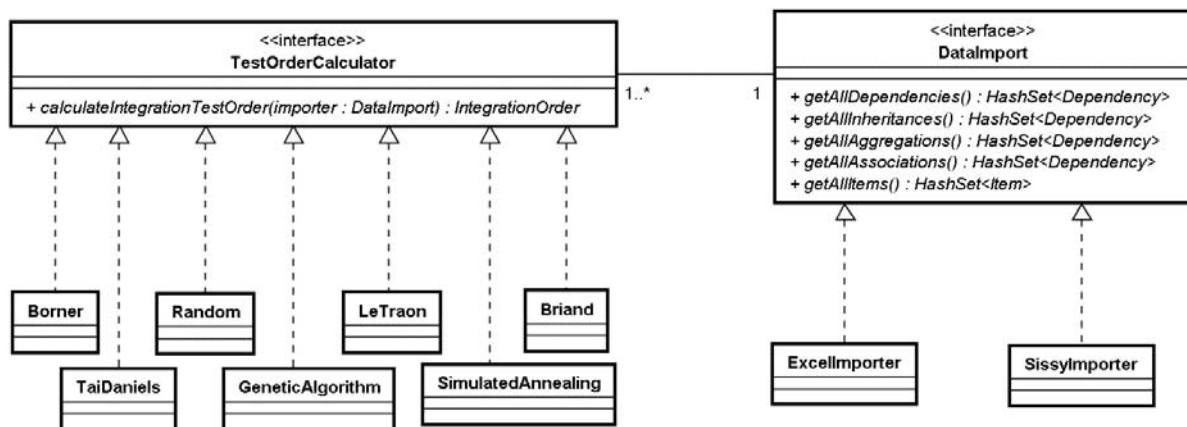 <<interface>>
TestOrderCalculator
+ calculateIntegrationTestOrder(importer : DataImport) : IntegrationOrder
1..*
1
<<interface>>
DataImport
+ getAllDependencies() : HashSet<Dependency>
+ getAllInheritances() : HashSet<Dependency>
+ getAllAggregations() : HashSet<Dependency>
+ getAllAssociations() : HashSet<Dependency>
+ getAllItems() : HashSet<Item>
Borner
Random
LeTraon
Briand
TaiDaniels
GeneticAlgorithm
SimulatedAnnealing
ExcelImporter
SissyImporter